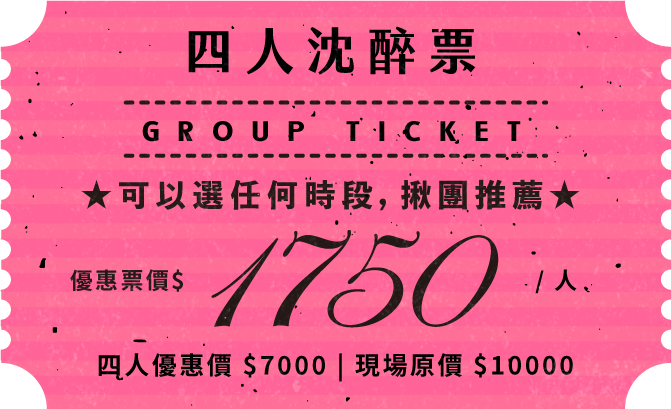 四人沈醉票
GROUP TICKET
★可以選任何時段,揪團推薦★
優惠票價$ 1750 /人
四人優惠價 $7000 | 現場原價 $10000